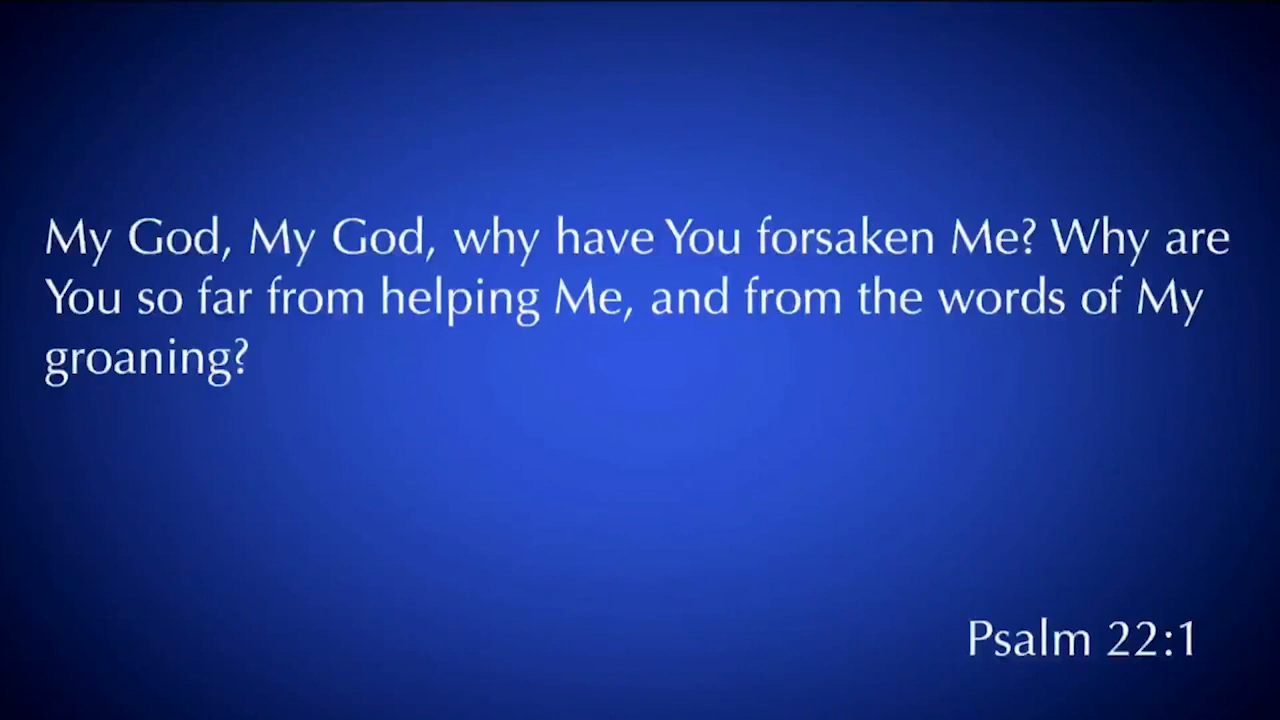 My God, My God, why have You forsaken Me? Why are
You so far from helping Me, and from the words of My
groaning?
Psalm 22:1